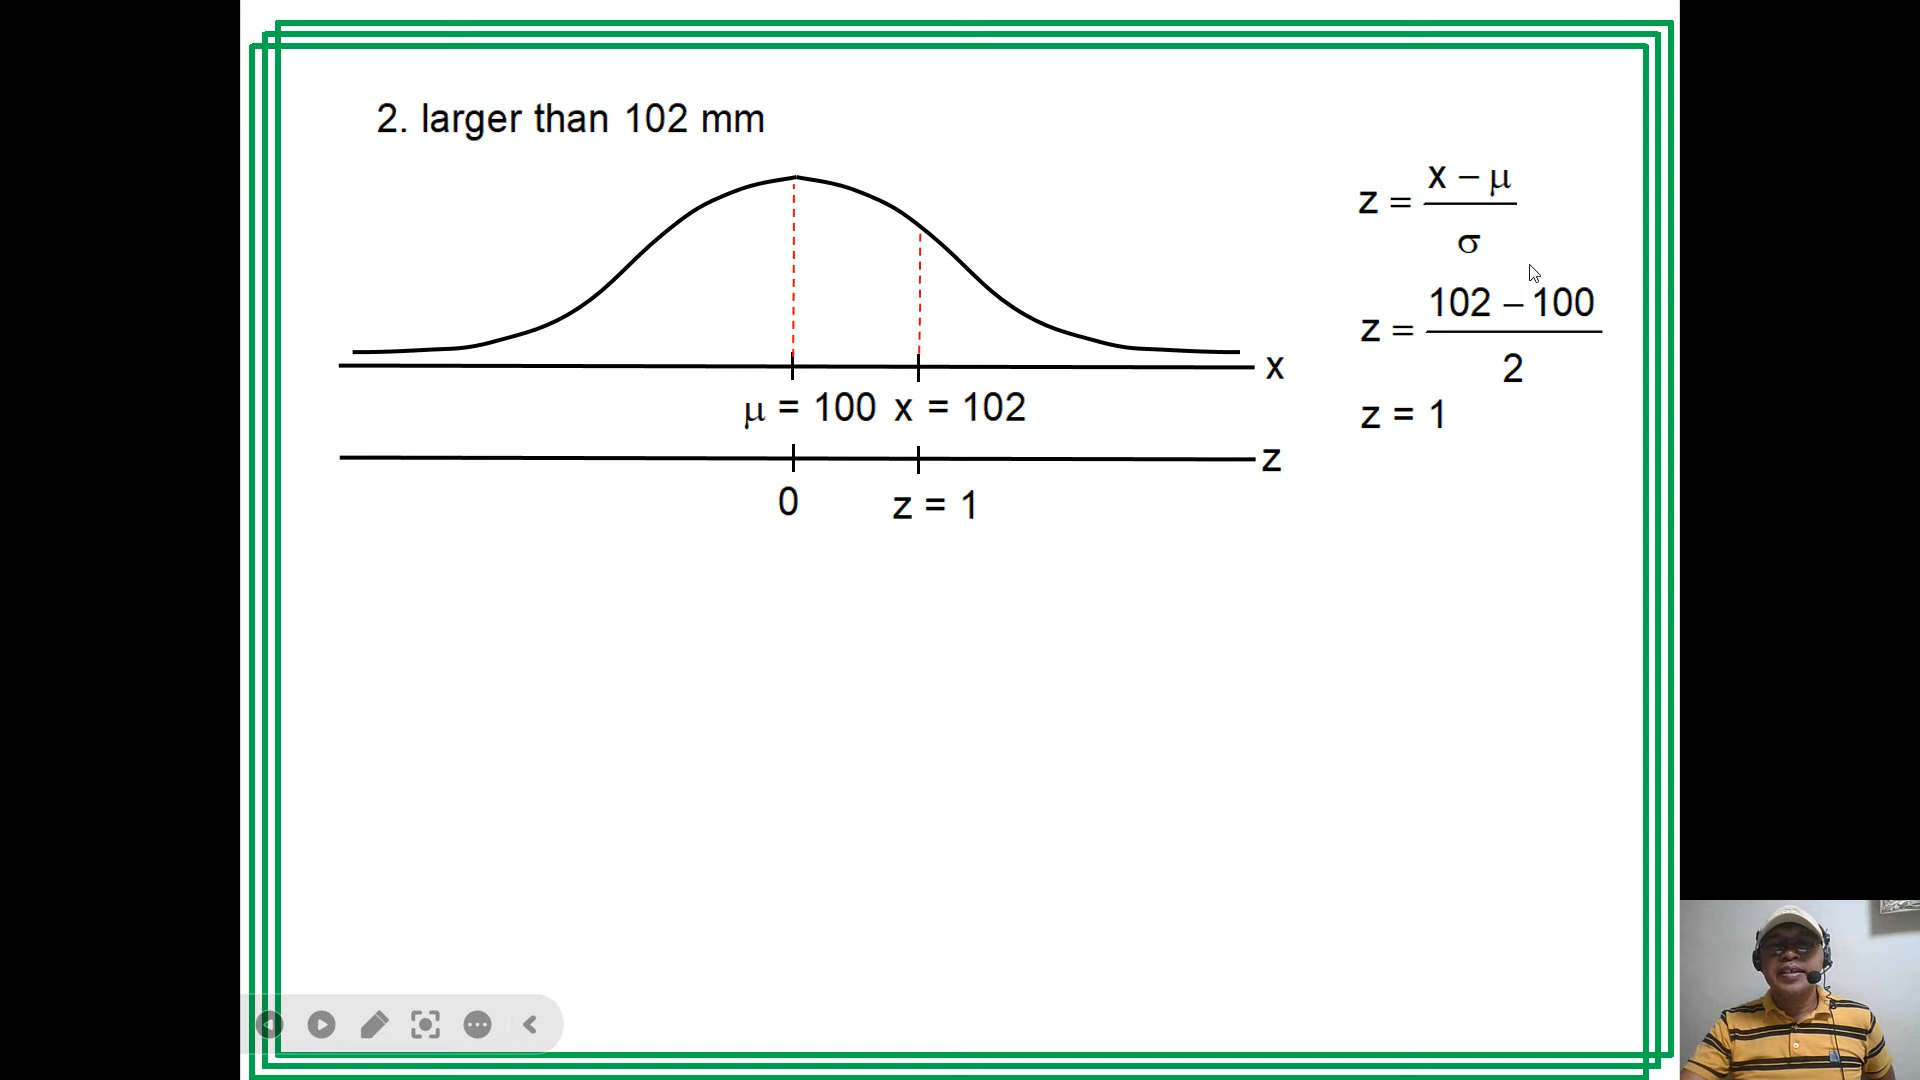 2. larger than 102 mm
z = x − μ / σ
z = 102 − 100 / 2
z = 1
x
μ = 100 x = 102
z
0 z = 1